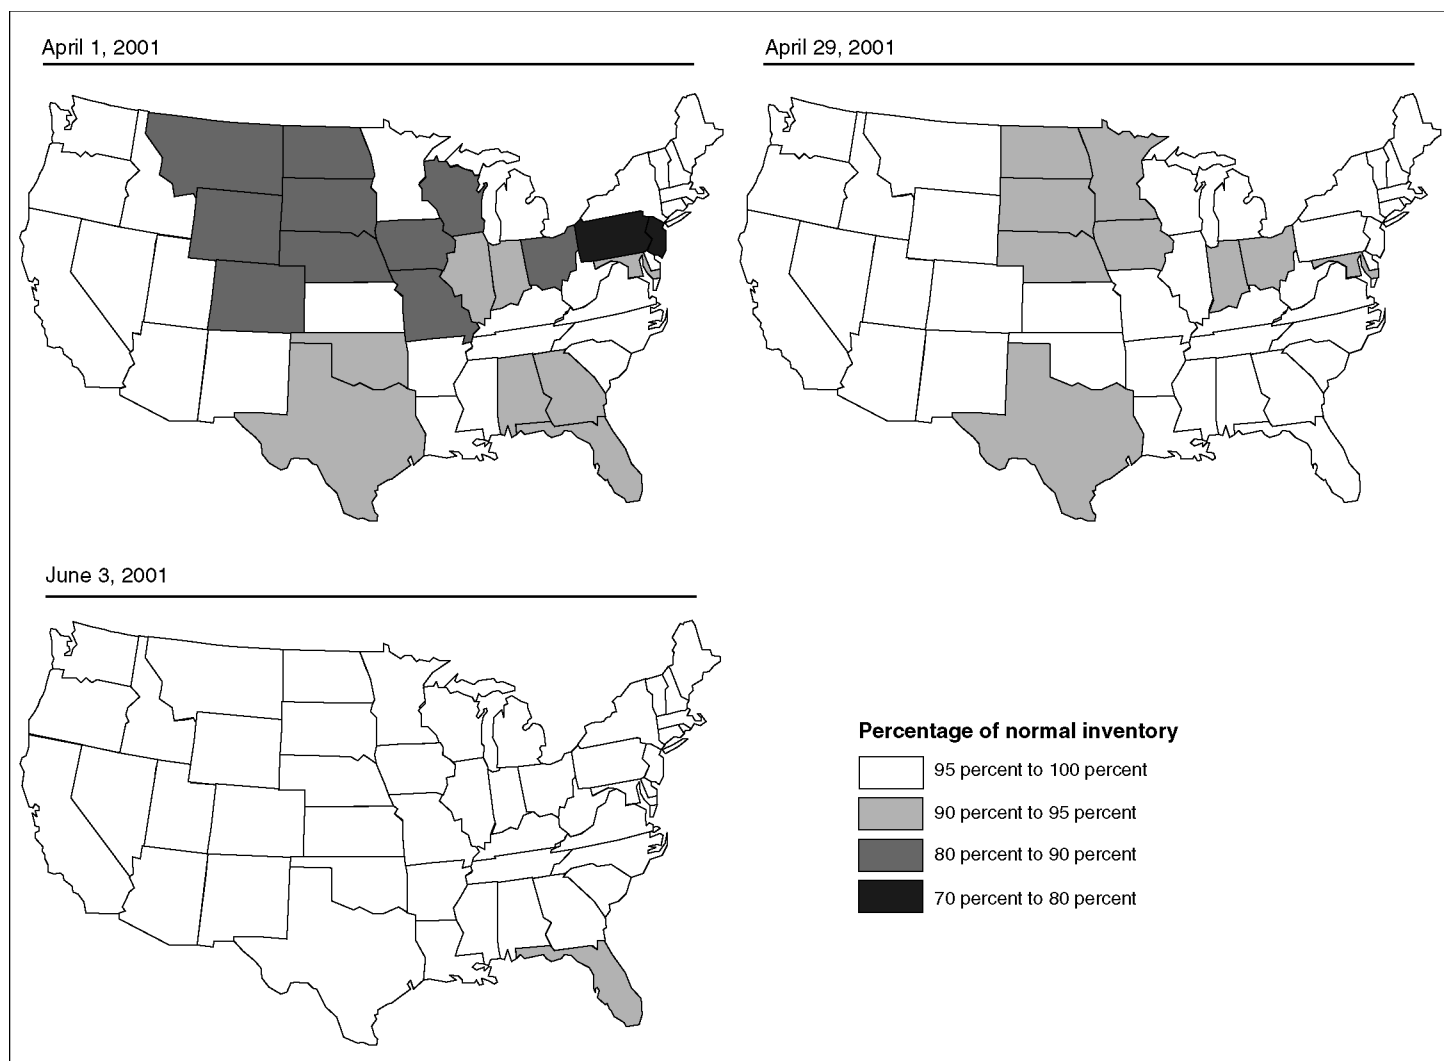 April 1, 2001
April 29, 2001
June 3, 2001
Percentage of normal inventory
95 percent to 100 percent
90 percent to 95 percent
80 percent to 90 percent
70 percent to 80 percent